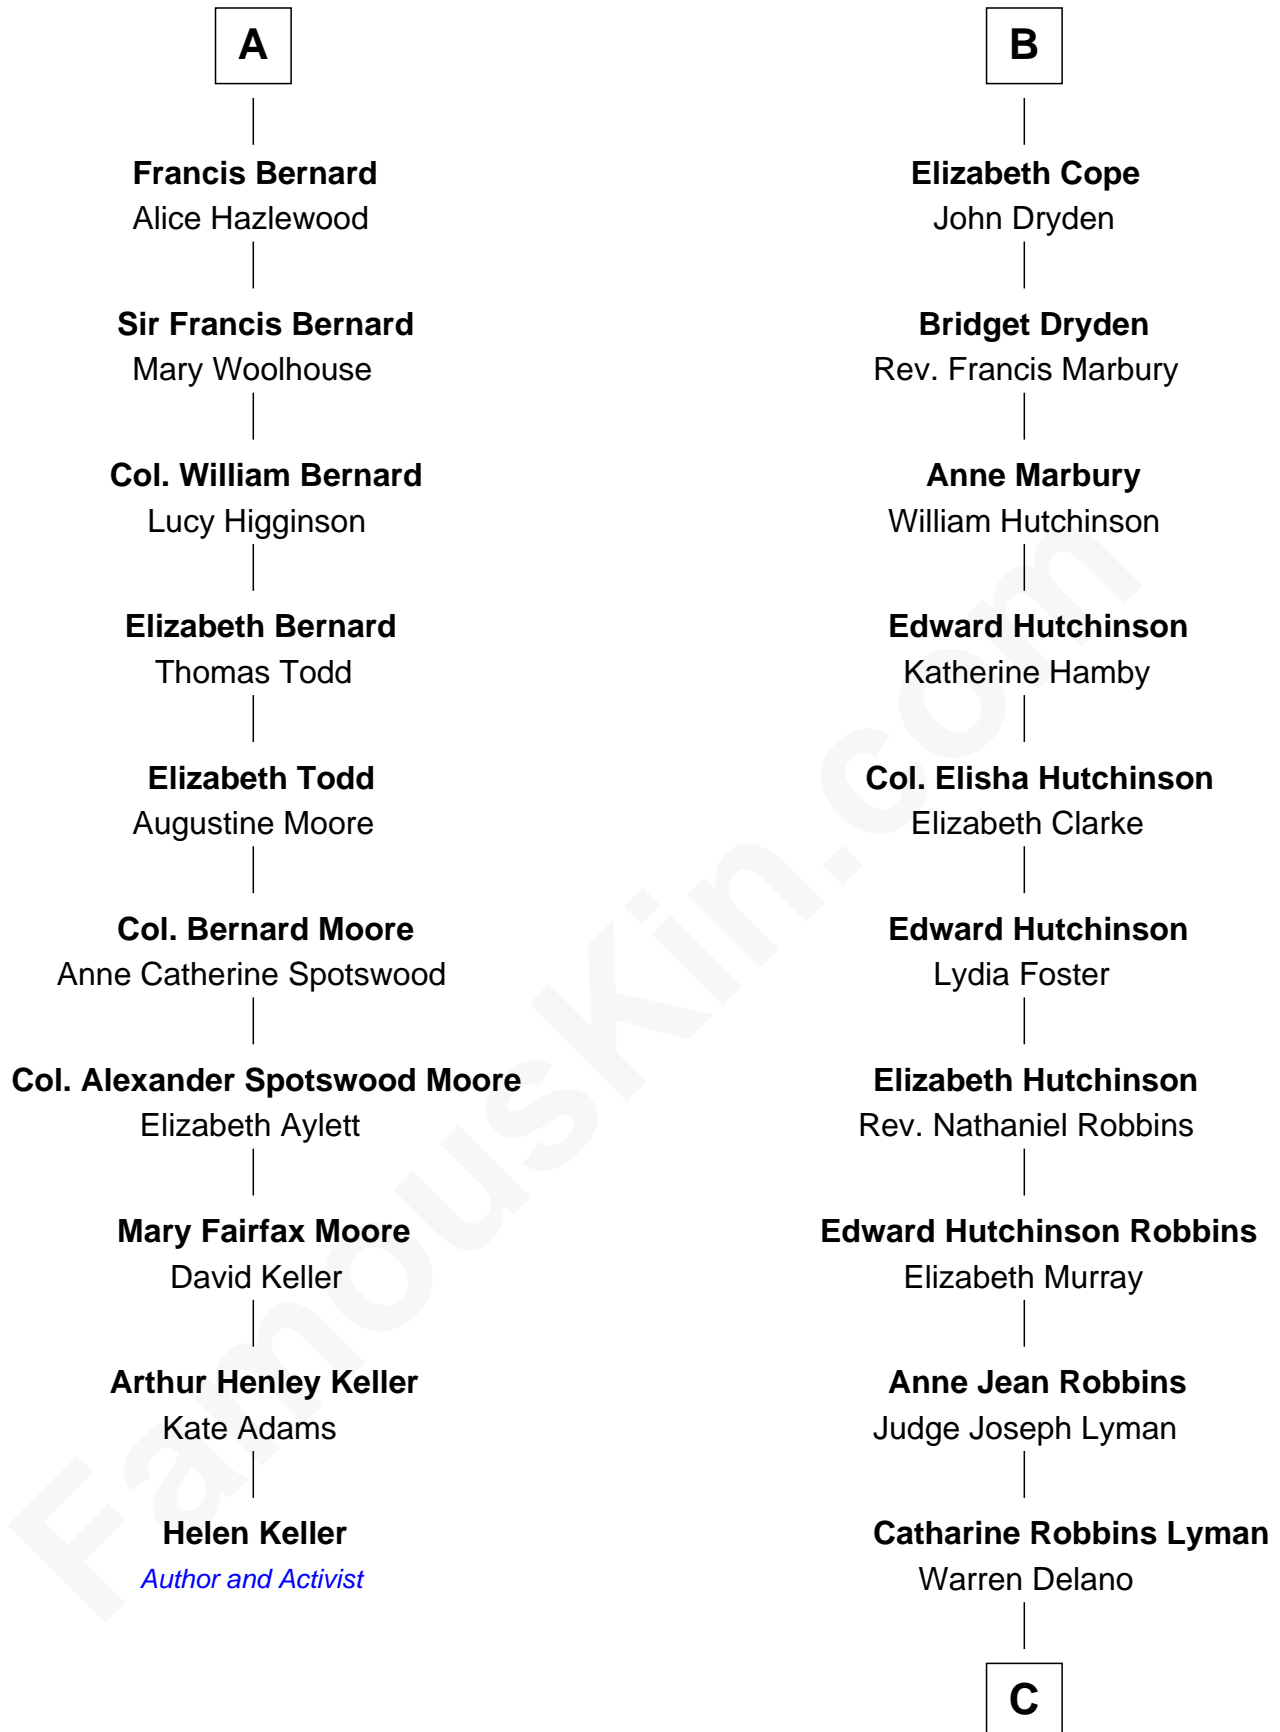 A
Francis Bernard
Alice Hazlewood
Sir Francis Bernard
Mary Woolhouse
Col. William Bernard
Lucy Higginson
Elizabeth Bernard
Thomas Todd
Elizabeth Todd
Augustine Moore
Col. Bernard Moore
Anne Catherine Spotswood
Col. Alexander Spotswood Moore
Elizabeth Aylett
Mary Fairfax Moore
David Keller
Arthur Henley Keller
Kate Adams
Helen Keller
Author and Activist
B
Elizabeth Cope
John Dryden
Bridget Dryden
Rev. Francis Marbury
Anne Marbury
William Hutchinson
Edward Hutchinson
Katherine Hamby
Col. Elisha Hutchinson
Elizabeth Clarke
Edward Hutchinson
Lydia Foster
Elizabeth Hutchinson
Rev. Nathaniel Robbins
Edward Hutchinson Robbins
Elizabeth Murray
Anne Jean Robbins
Judge Joseph Lyman
Catharine Robbins Lyman
Warren Delano
C
FamousKin.com